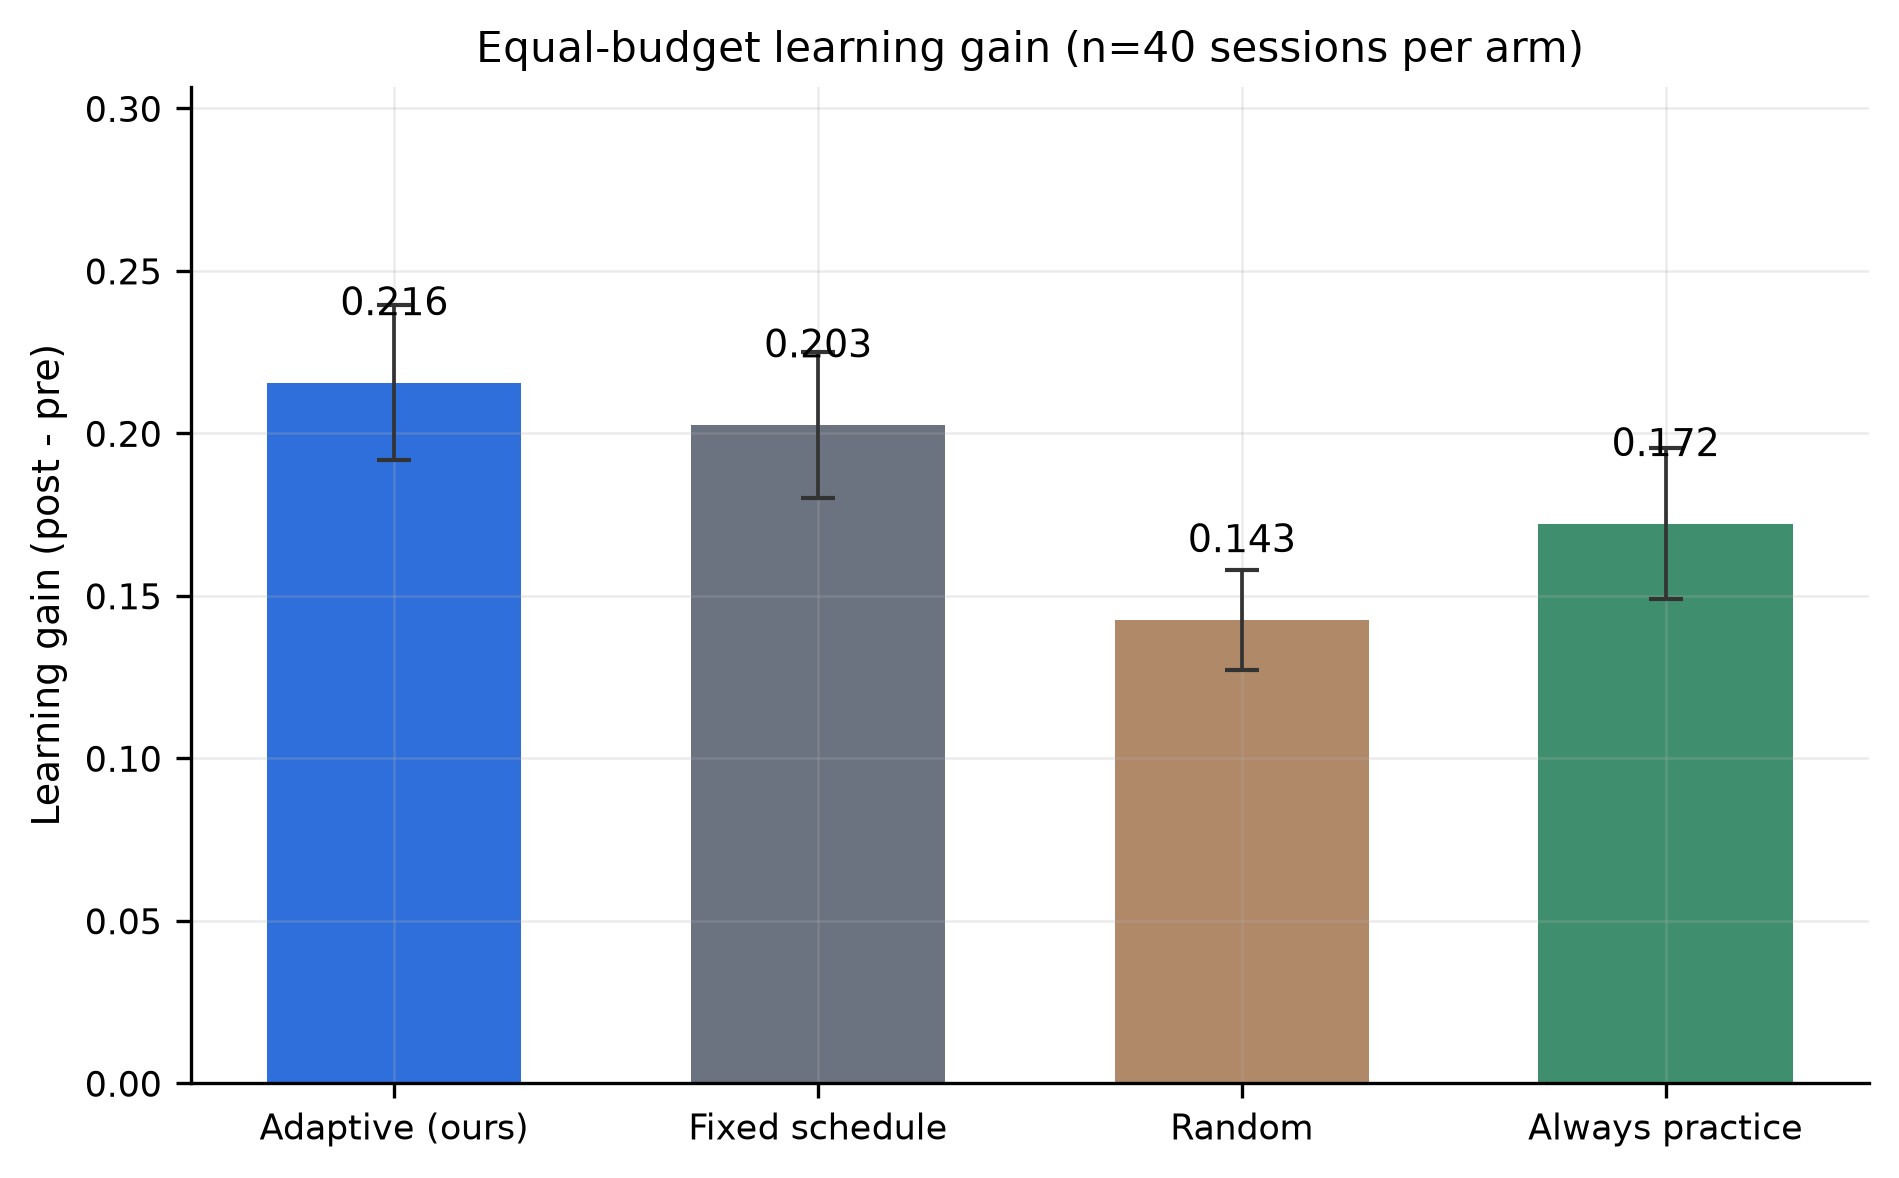 Equal-budget learning gain (n=40 sessions per arm)
Learning gain (post - pre)
0.30
0.25
0.20
0.15
0.10
0.05
0.00
0.216
0.203
0.143
0.172
Adaptive (ours)
Fixed schedule
Random
Always practice